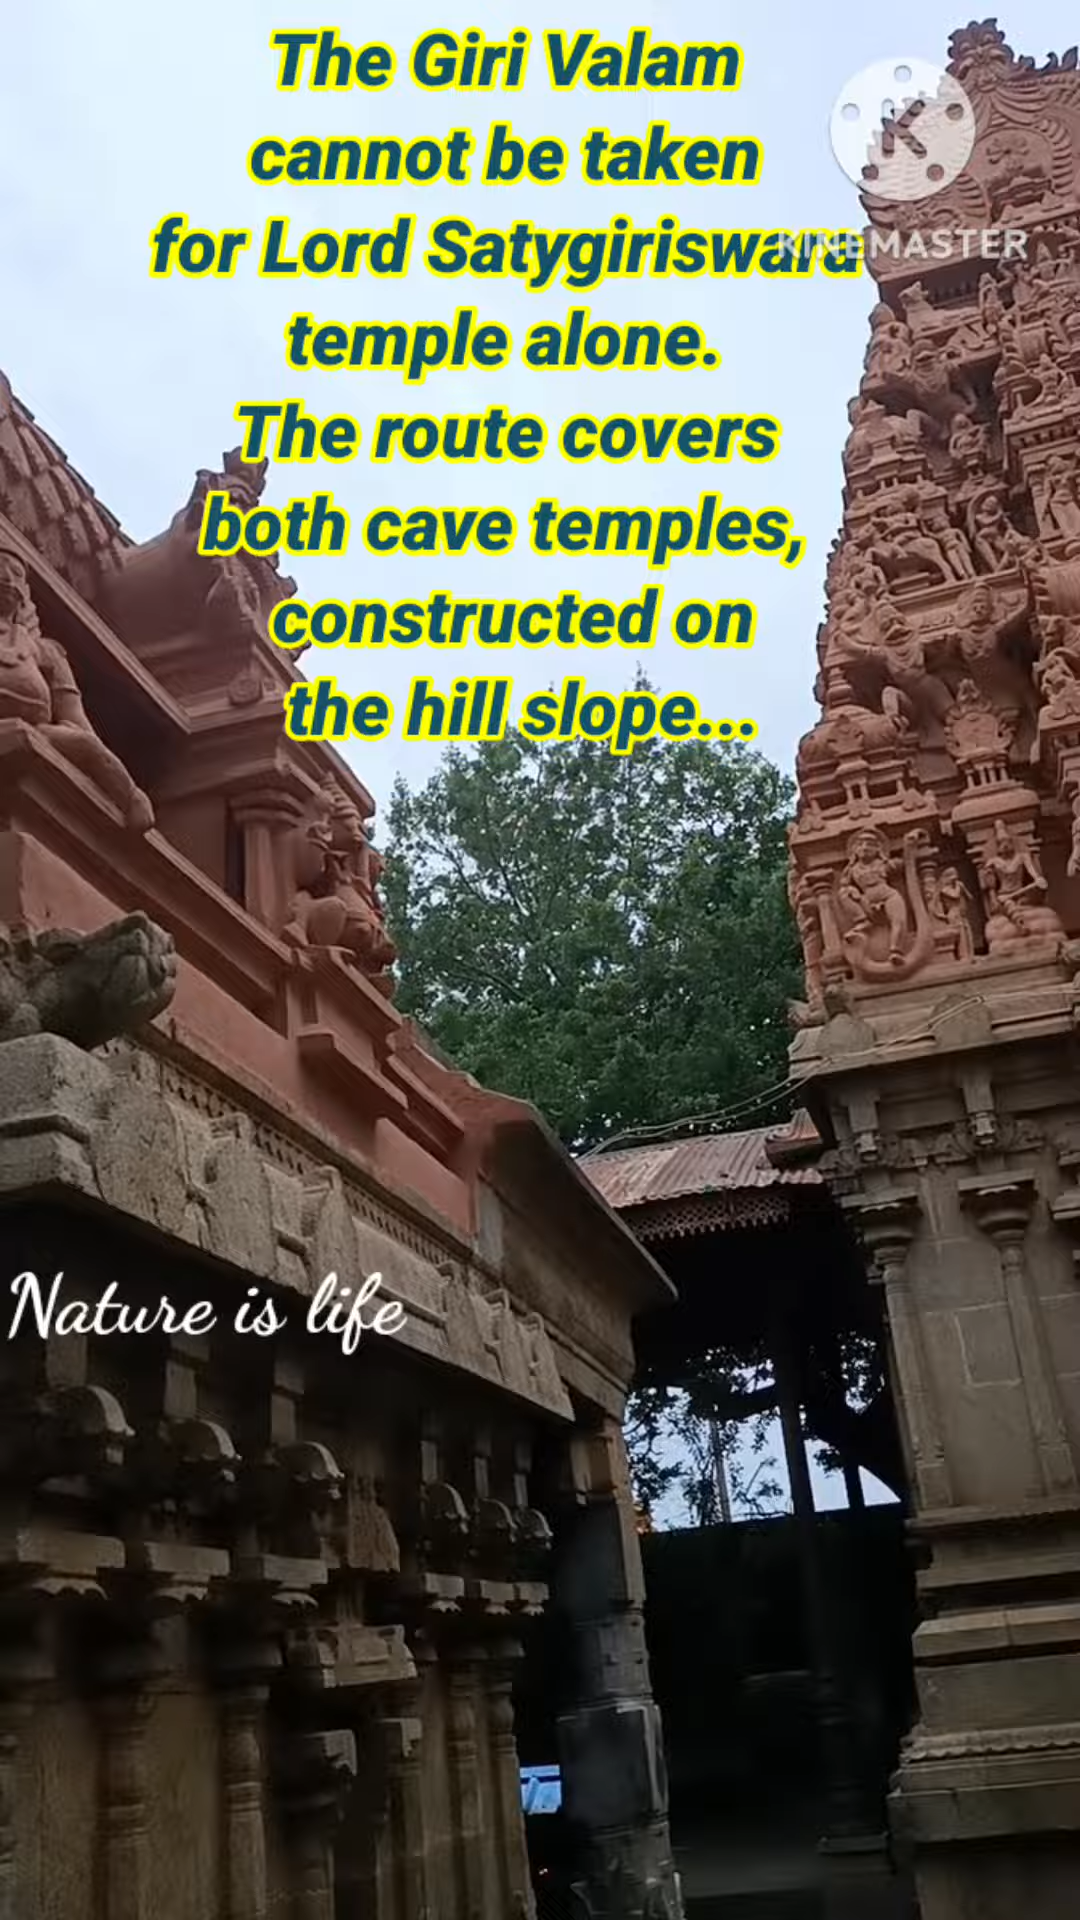 The Giri Valam
cannot be taken
for Lord Satygiriswara
KINEMASTER
temple alone.
The route covers
both cave temples,
constructed on
the hill slope...
Nature is life